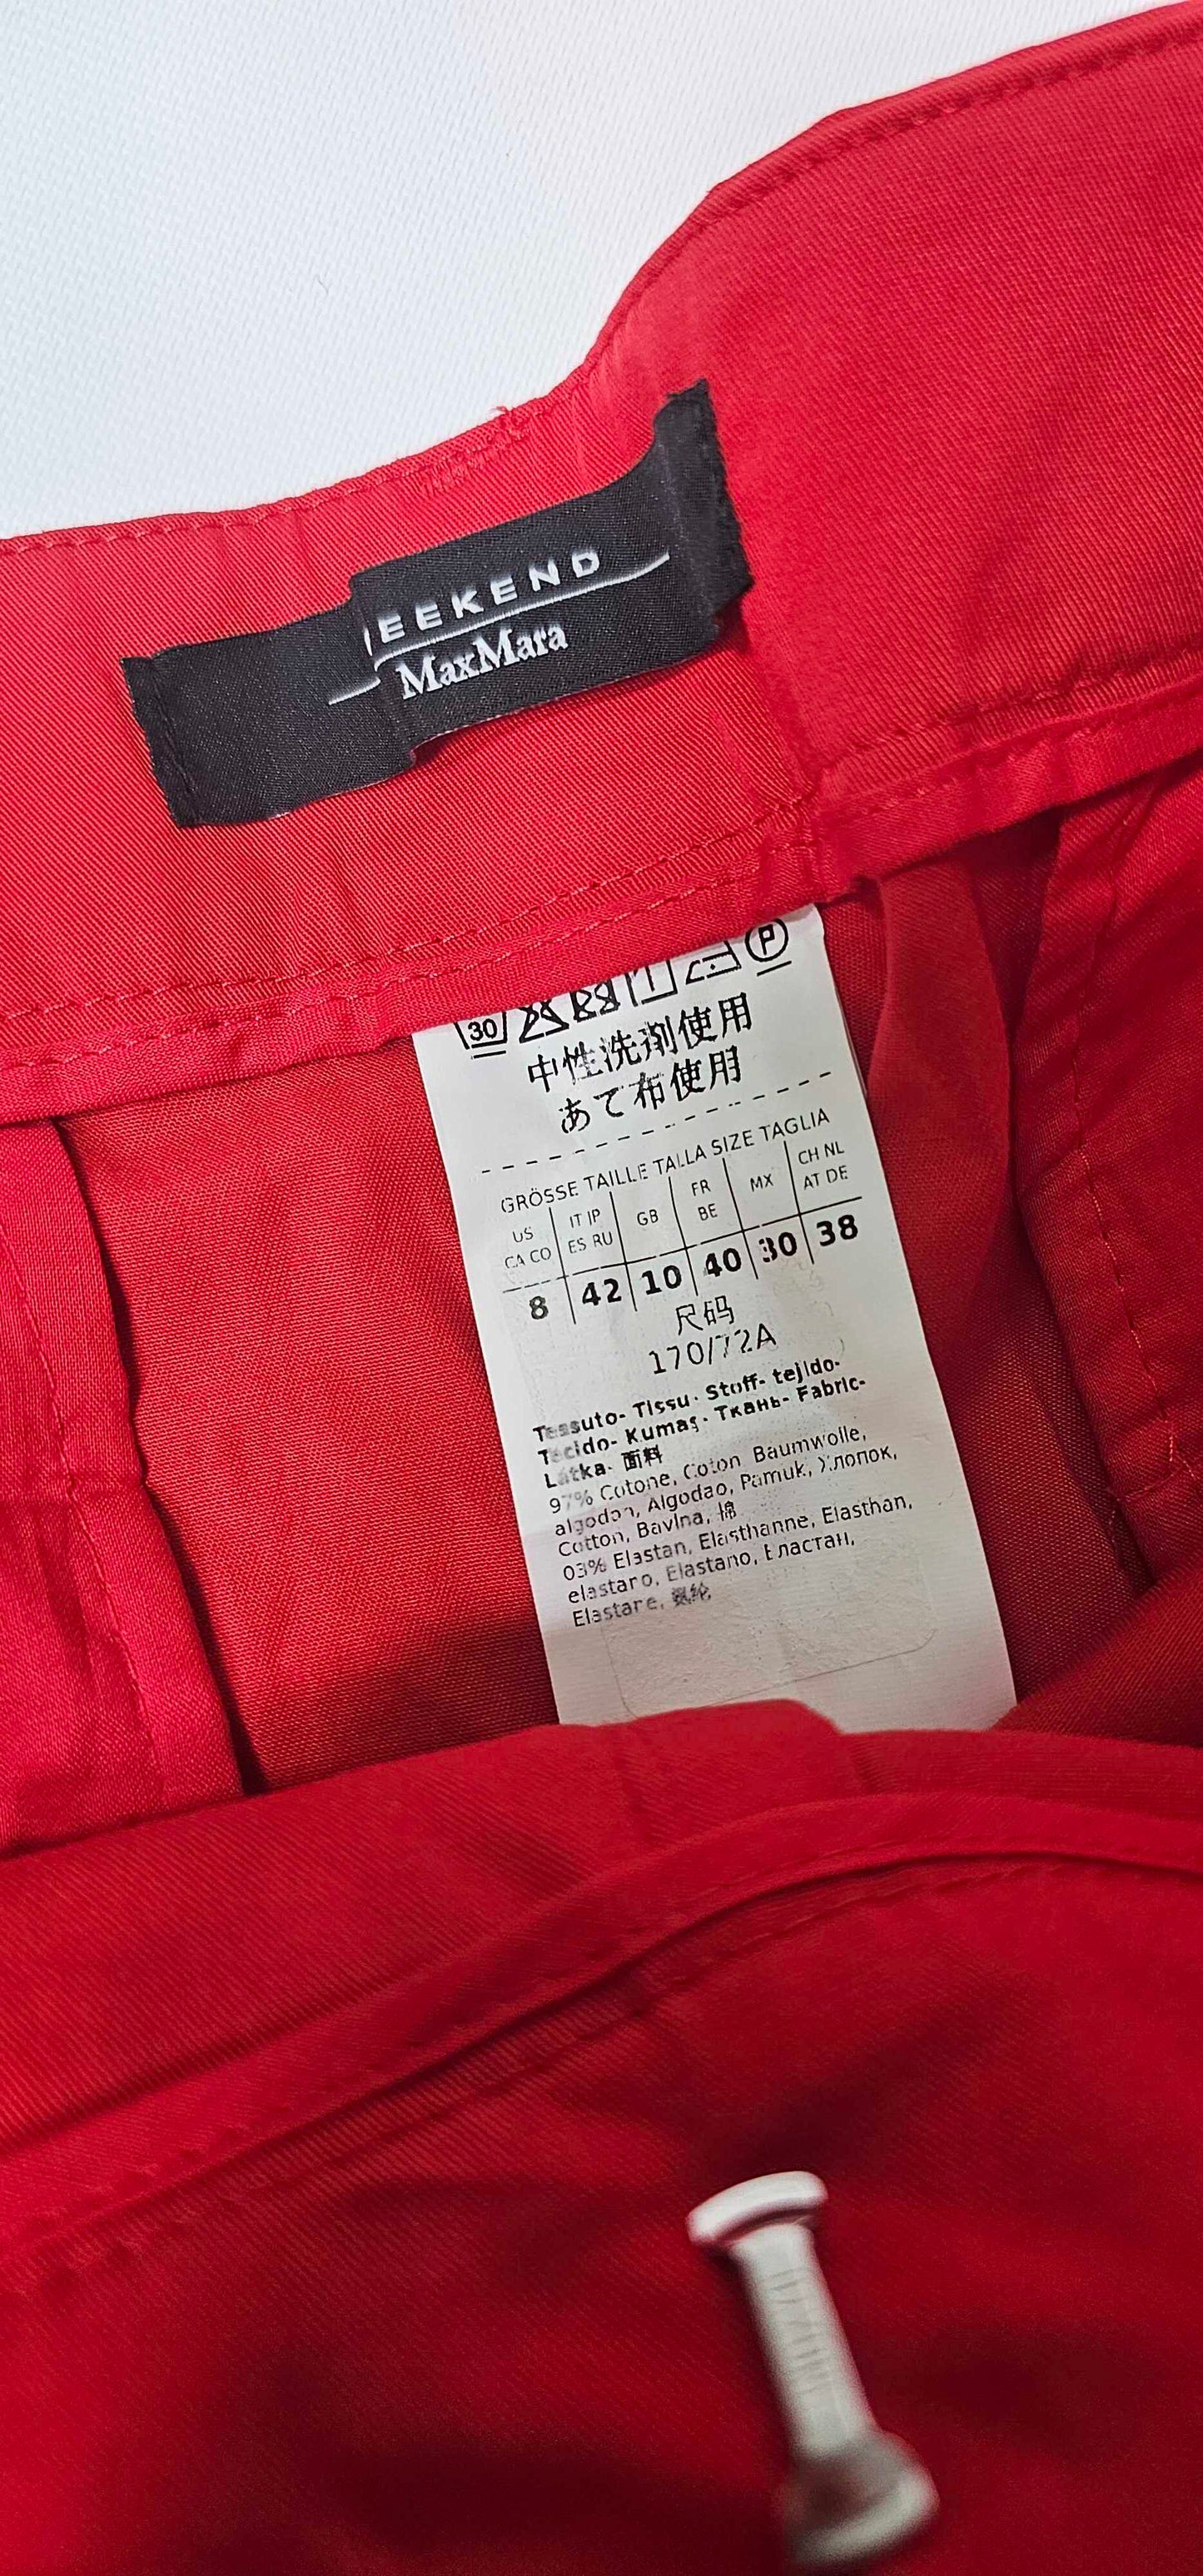 EEKEND
MaxMara
30 P
中性洗剤使用
あて布使用
GRÖSSE TAILLE TALLA SIZE TAGLIA
US CA CO IT JP ES RU GB FR BE MX CH NL AT DE
8 42 10 40 30 38
尺码
170/72A
Tessuto- Tissu- Stoff- tejido-
Tecido- Kumaş- Ткань- Fabric-
Látka- 面料
97% Cotone, Coton, Baumwolle,
algodon, Algodao, Pamuk, Хлопок,
Cotton, Bavlna, 棉
03% Elastan, Elasthanne, Elasthan,
elastano, Elastano, Еластан,
Elastane, 氨纶